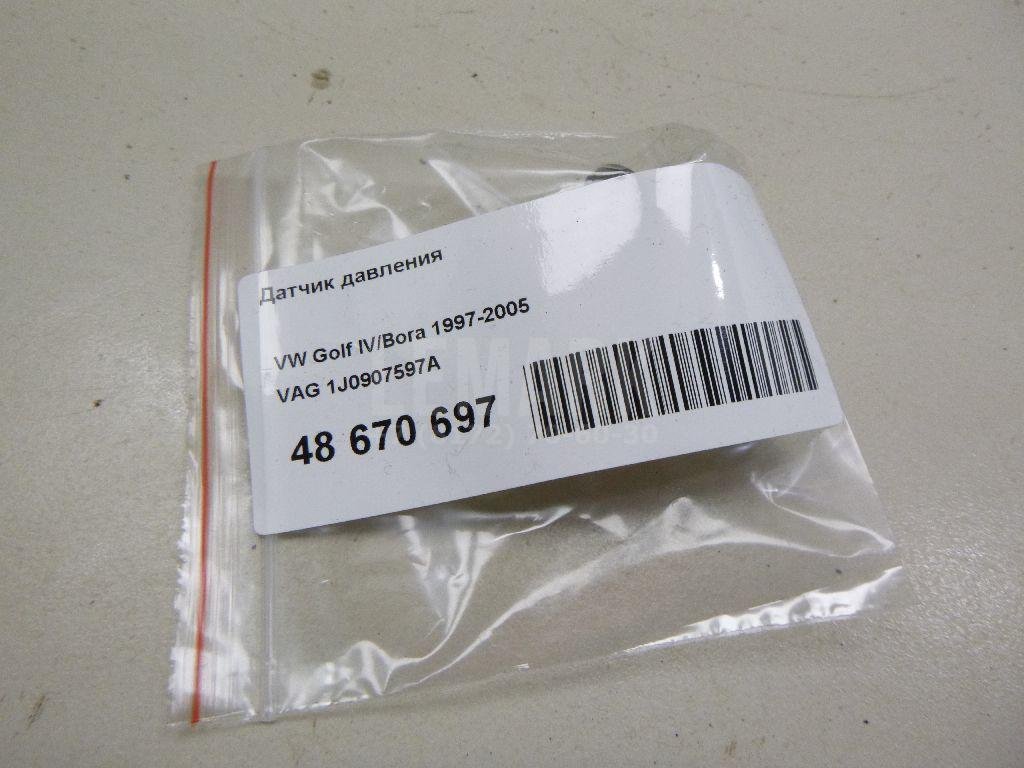 Датчик давления
VW Golf IV/Bora 1997-2005
VAG 1J0907597A
48 670 697